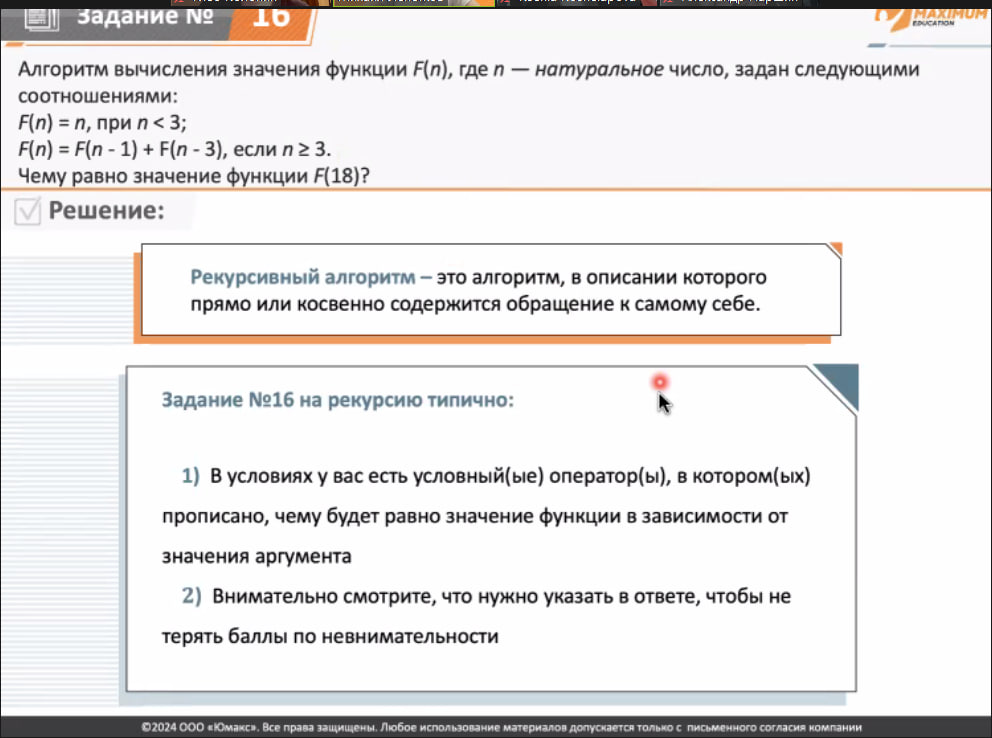 Задание №
16
MAXIMUM
EDUCATION
Алгоритм вычисления значения функции F(n), где n — натуральное число, задан следующими
соотношениями:
F(n) = n, при n < 3;
F(n) = F(n - 1) + F(n - 3), если n ≥ 3.
Чему равно значение функции F(18)?
Решение:
Рекурсивный алгоритм – это алгоритм, в описании которого
прямо или косвенно содержится обращение к самому себе.
Задание №16 на рекурсию типично:
1) В условиях у вас есть условный(ые) оператор(ы), в котором(ых)
прописано, чему будет равно значение функции в зависимости от
значения аргумента
2) Внимательно смотрите, что нужно указать в ответе, чтобы не
терять баллы по невнимательности
©2024 ООО «Юмакс». Все права защищены. Любое использование материалов допускается только с письменного согласия компании